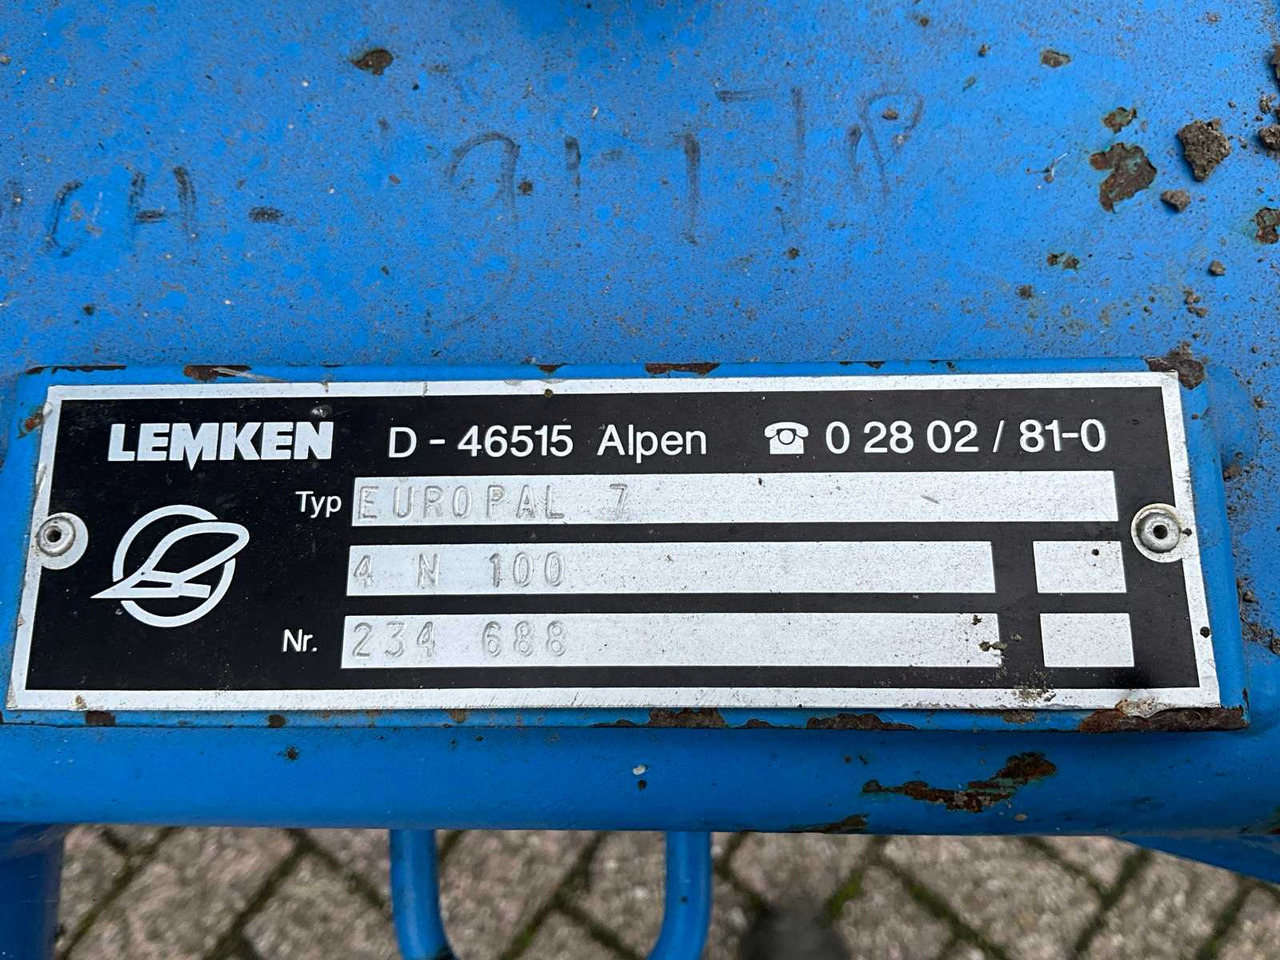 LEMKEN D - 46515 Alpen ☎ 0 28 02 / 81-0
Typ EUROPAL 7
4 N 100
Nr. 234 688